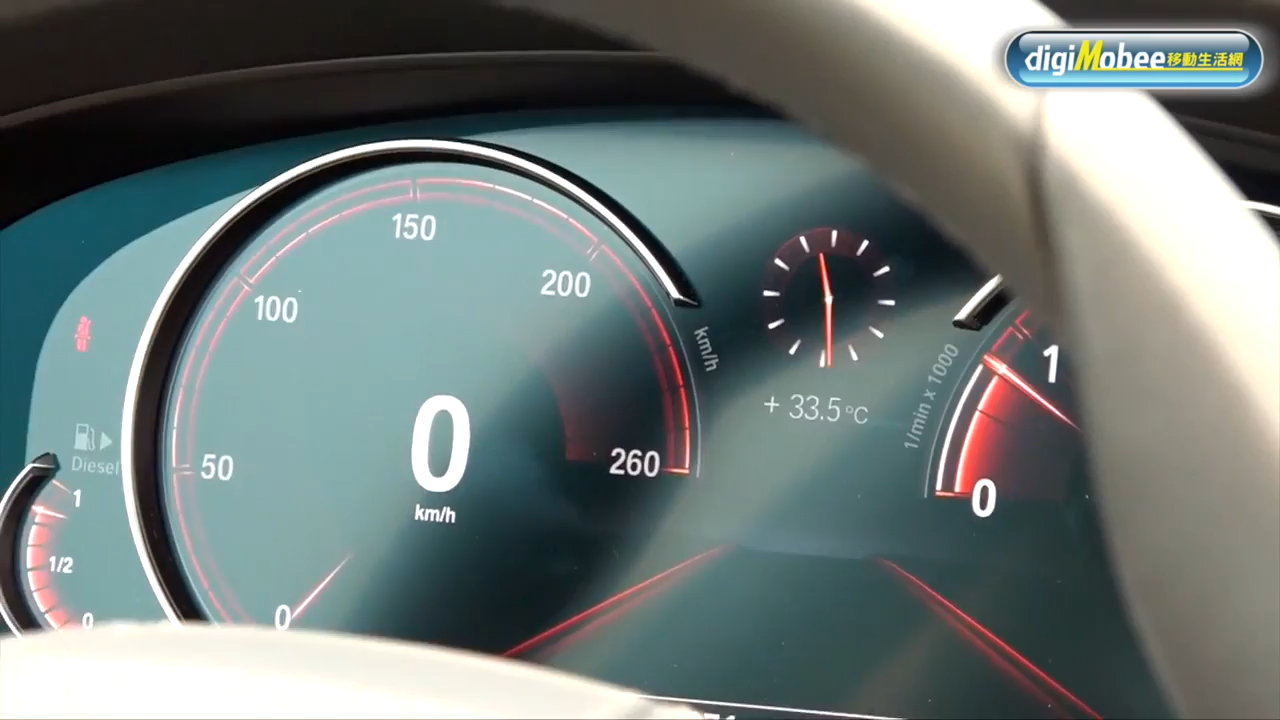 digiMobee移動生活網
150
100
200
km/h
50
260
0
km/h
0
+ 33.5°C
1/min x 1000
1
0
Diesel
1
1/2
0